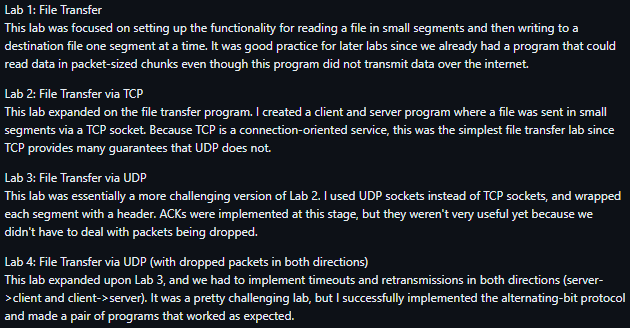 Lab 1: File Transfer
This lab was focused on setting up the functionality for reading a file in small segments and then writing to a
destination file one segment at a time. It was good practice for later labs since we already had a program that could
read data in packet-sized chunks even though this program did not transmit data over the internet.
Lab 2: File Transfer via TCP
This lab expanded on the file transfer program. I created a client and server program where a file was sent in small
segments via a TCP socket. Because TCP is a connection-oriented service, this was the simplest file transfer lab since
TCP provides many guarantees that UDP does not.
Lab 3: File Transfer via UDP
This lab was essentially a more challenging version of Lab 2. I used UDP sockets instead of TCP sockets, and wrapped
each segment with a header. ACKs were implemented at this stage, but they weren't very useful yet because we
didn't have to deal with packets being dropped.
Lab 4: File Transfer via UDP (with dropped packets in both directions)
This lab expanded upon Lab 3, and we had to implement timeouts and retransmissions in both directions (server-
>client and client->server). It was a pretty challenging lab, but I successfully implemented the alternating-bit protocol
and made a pair of programs that worked as expected.